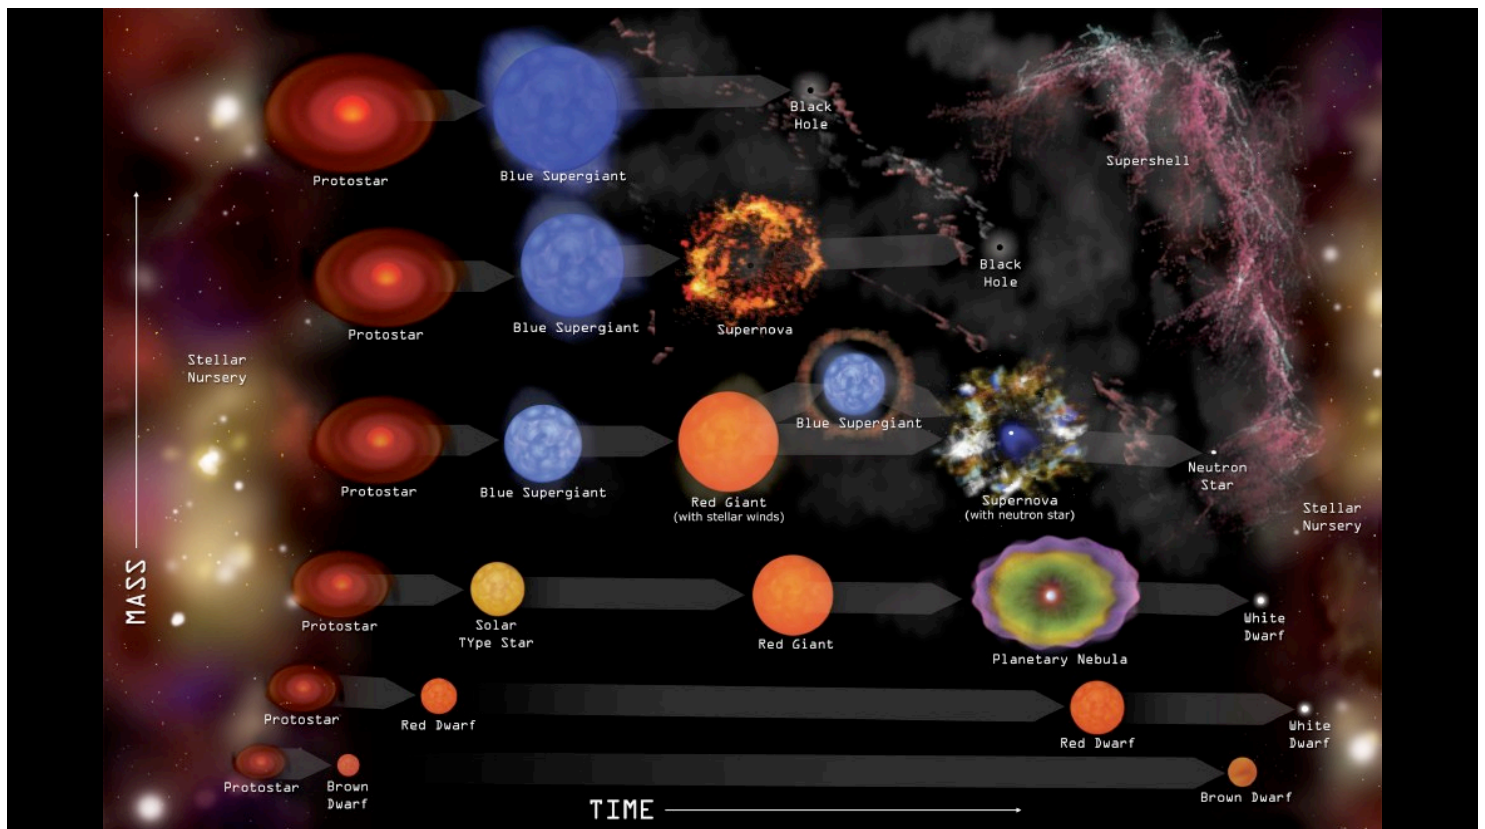 Black
Hole
Supershell
Protostar
Blue Supergiant
Black
Hole
Protostar
Blue Supergiant
Supernova
Stellar
Nursery
Blue Supergiant
Protostar
Blue Supergiant
Red Giant
(with stellar winds)
Supernova
(with neutron star)
Neutron
Star
Stellar
Nursery
MASS
Protostar
Solar
TYpe Star
Red Giant
Planetary Nebula
White
Dwarf
Protostar
Red Dwarf
Red Dwarf
White
Dwarf
Protostar
Brown
Dwarf
Brown Dwarf
TIME